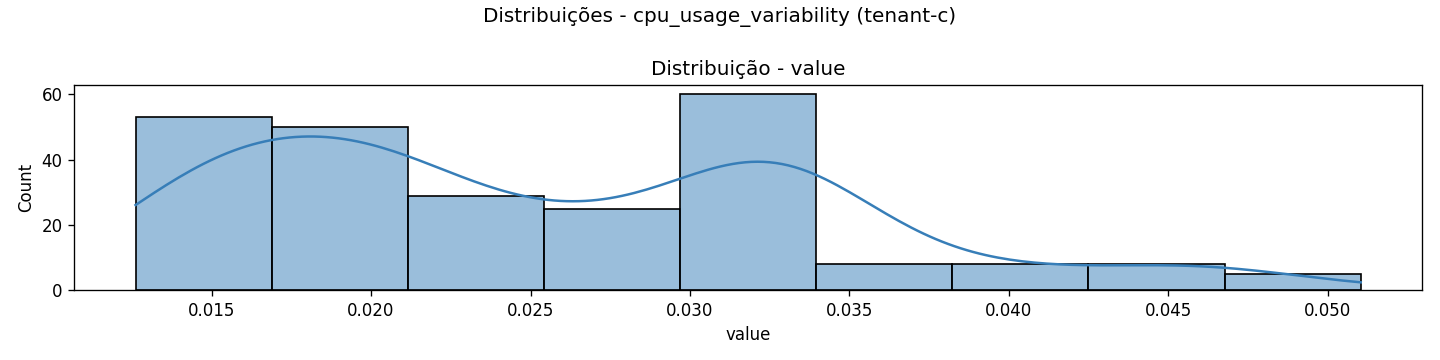 Distribuições - cpu_usage_variability (tenant-c)
Distribuição - value
Count
60
40
20
0
0.015 0.020 0.025 0.030 0.035 0.040 0.045 0.050
value